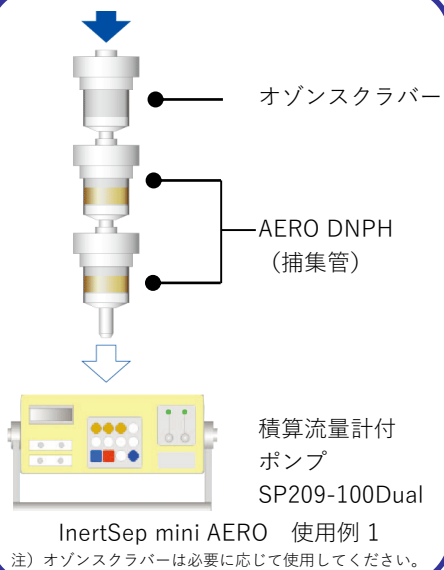 オゾンスクラバー
AERO DNPH
（捕集管）
積算流量計付
ポンプ
SP209-100Dual
InertSep mini AERO　使用例 1
注）オゾンスクラバーは必要に応じて使用してください。